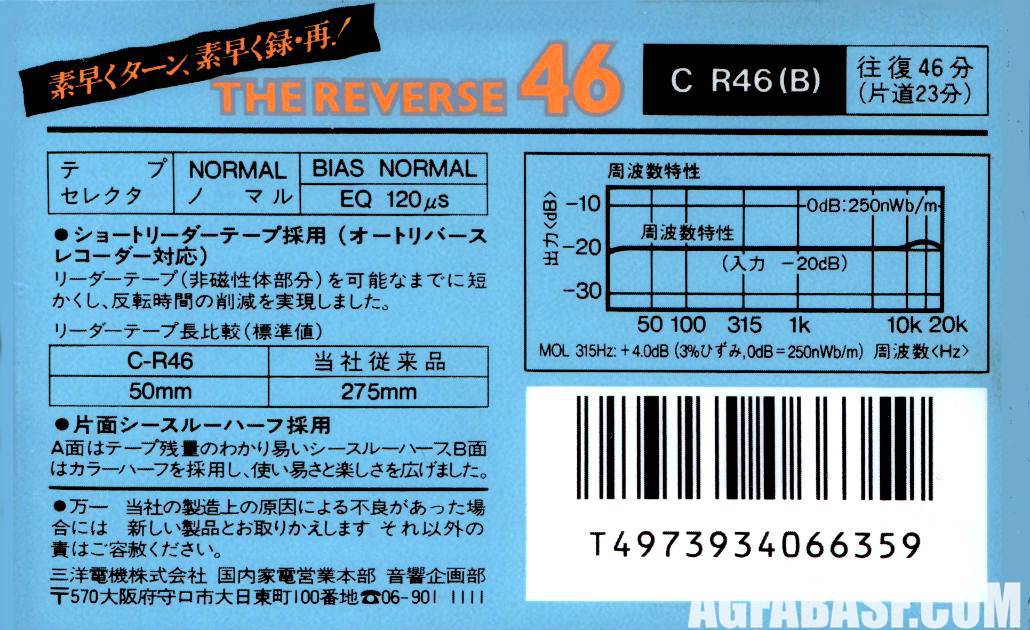 素早くターン、素早く録・再!
THE REVERSE 46
C R46(B)
往復46分
(片道23分)
テープ
セレクタ
NORMAL
ノーマル
BIAS NORMAL
EQ 120μs
●ショートリーダーテープ採用(オートリバース
レコーダー対応)
リーダーテープ(非磁性体部分)を可能なまでに短
かくし、反転時間の削減を実現しました。
リーダーテープ長比較(標準値)
C-R46
当社従来品
50mm
275mm
●片面シースルーハーフ採用
A面はテープ残量のわかり易いシースルーハーフ、B面
はカラーハーフを採用し、使い易さと楽しさを広げました。
●万一 当社の製造上の原因による不良があった場
合には 新しい製品とお取りかえします それ以外の
責はご容赦ください。
三洋電機株式会社 国内家電営業本部 音響企画部
〒570大阪府守口市大日東町100番地☎06-901 1111
周波数特性
出力<dB>
-10
-20
-30
0dB:250nWb/m
周波数特性
(入力 -20dB)
50 100 315 1k 10k 20k
MOL 315Hz:+4.0dB (3%ひずみ,0dB=250nWb/m) 周波数<Hz>
T4973934066359
AGFABASF.COM